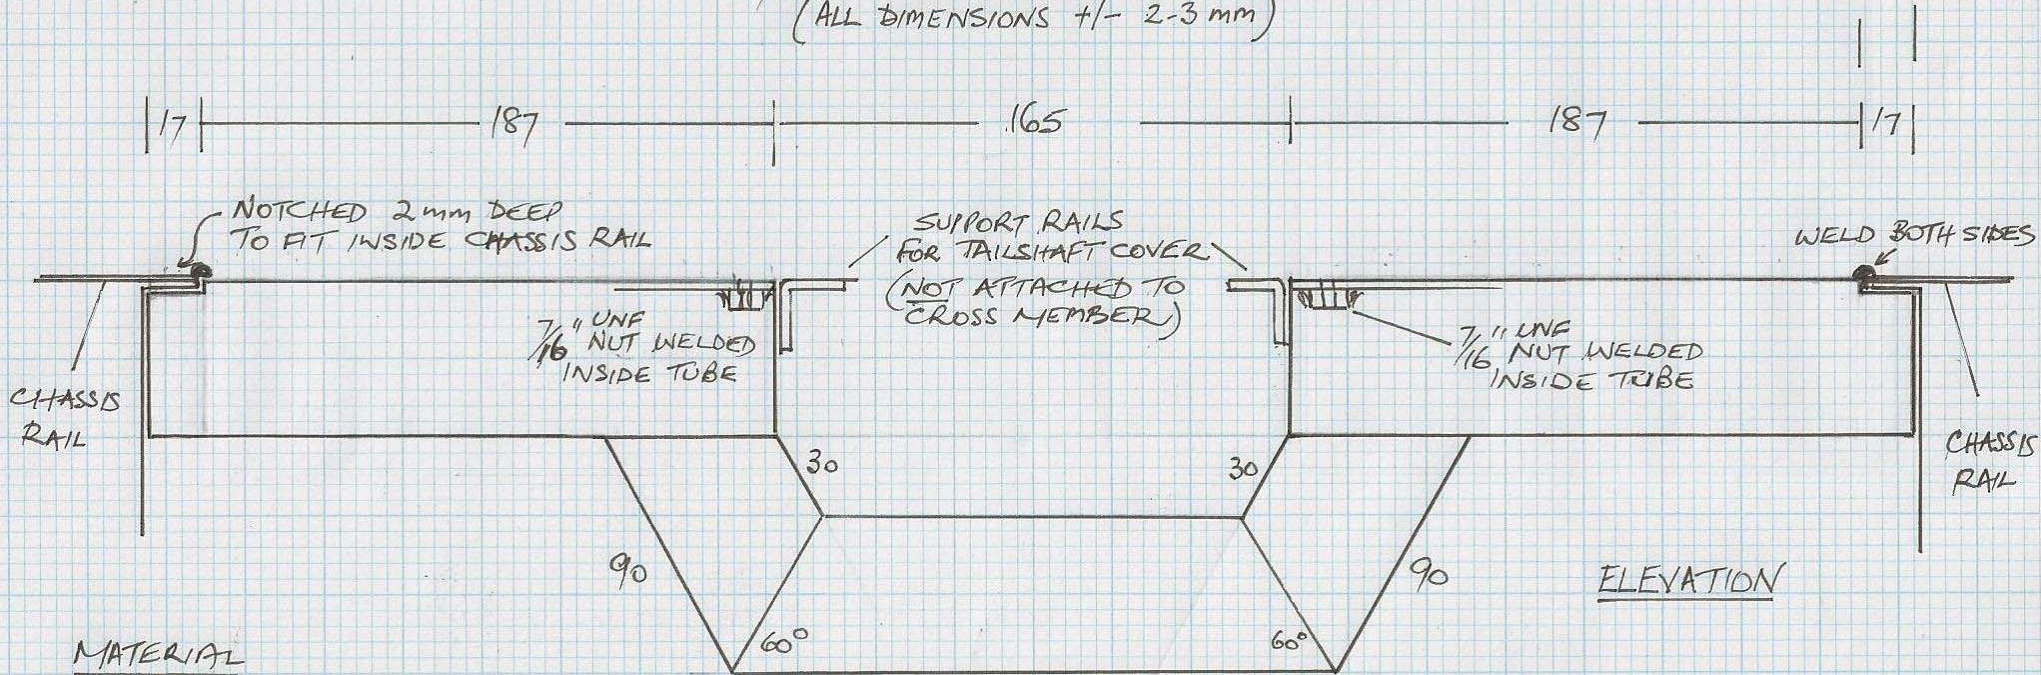 (ALL DIMENSIONS +/- 2-3 mm)
17
187
165
187
17
NOTCHED 2mm DEEP
TO FIT INSIDE CHASSIS RAIL
SUPPORT RAILS
FOR TAILSHAFT COVER
(NOT ATTACHED TO
CROSS MEMBER)
WELD BOTH SIDES
7/16" UNF
NUT WELDED
INSIDE TUBE
7/16" UNF
NUT WELDED
INSIDE TUBE
CHASSIS
RAIL
CHASSIS
RAIL
30
30
90
90
ELEVATION
60°
60°
MATERIAL